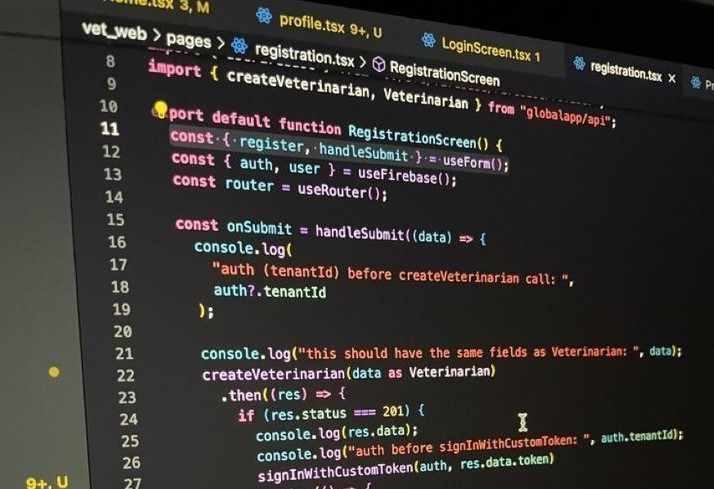 ome.tsx 3, M
profile.tsx 9+, U
LoginScreen.tsx 1
registration.tsx ×
vet_web > pages > registration.tsx > RegistrationScreen
8
9 import { createVeterinarian, Veterinarian } from "globalapp/api";
10
port default function RegistrationScreen() {
11 const { register, handleSubmit } = useForm();
12 const { auth, user } = useFirebase();
13 const router = useRouter();
14
15 const onSubmit = handleSubmit((data) => {
16 console.log(
17 "auth (tenantId) before createVeterinarian call: ",
18 auth?.tenantId
19 );
20
21 console.log("this should have the same fields as Veterinarian: ", data);
22 createVeterinarian(data as Veterinarian)
23 .then((res) => {
24 if (res.status === 201) {
25 console.log(res.data);
26 console.log("auth before signInWithCustomToken: ", auth.tenantId);
27 signInWithCustomToken(auth, res.data.token)
9+, U